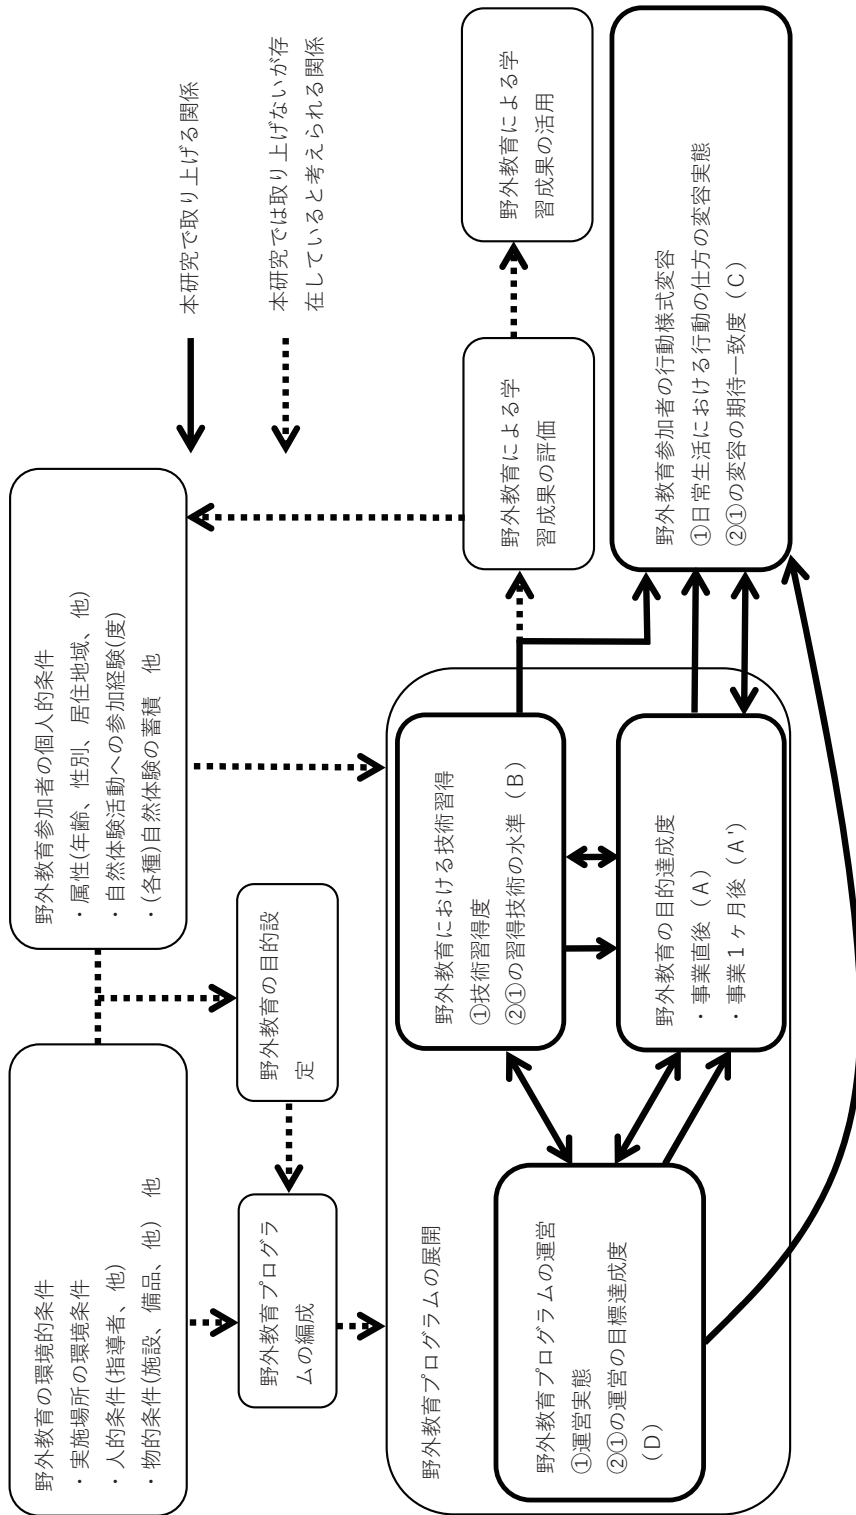 野外教育の環境的条件
・実施場所の環境条件
・人的条件(指導者、他)
・物的条件(施設、備品、他)　他
野外教育参加者の個人的条件
・属性(年齢、性別、居住地域、他)
・自然体験活動への参加経験(度)
・(各種)自然体験の蓄積　他
本研究で取り上げる関係
本研究では取り上げないが存
在していると考えられる関係
野外教育プログラ
ムの編成
野外教育の目的設
定
野外教育プログラムの展開
野外教育プログラムの運営
①運営実態
②①の運営の目標達成度
（D）
野外教育における技術習得
①技術習得度
②①の習得技術の水準（B）
野外教育の目的達成度
・事業直後（A）
・事業１ヶ月後（A'）
野外教育による学
習成果の評価
野外教育による学
習成果の活用
野外教育参加者の行動様式変容
①日常生活における行動の仕方の変容実態
②①の変容の期待一致度（C）